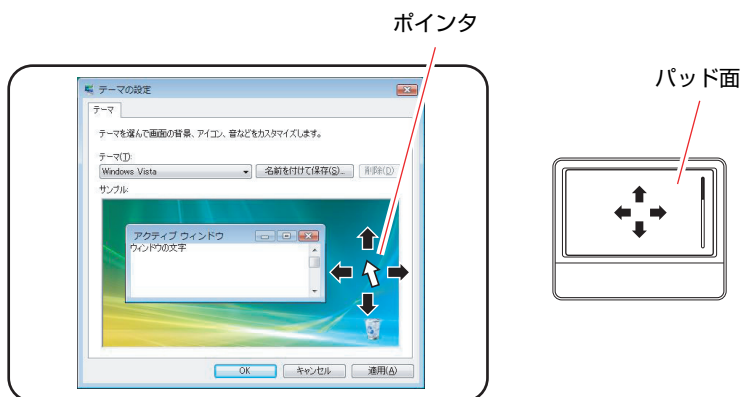 ポインタ
パッド面
テーマの設定
テーマ
テーマを選んで画面の背景、アイコン、音などをカスタマイズします。
テーマ(T):
Windows Vista
名前を付けて保存(S)...
削除(D)
サンプル:
アクティブ ウィンドウ
ウィンドウの文字
OK
キャンセル
適用(A)